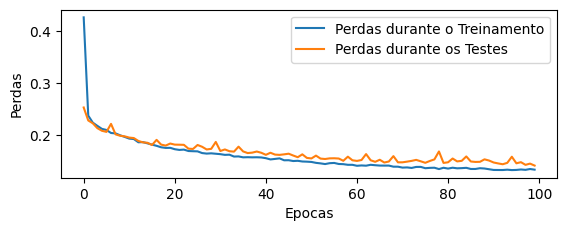 0.4
0.3
0.2
Perdas
Perdas durante o Treinamento
Perdas durante os Testes
0
20
40
60
80
100
Epocas